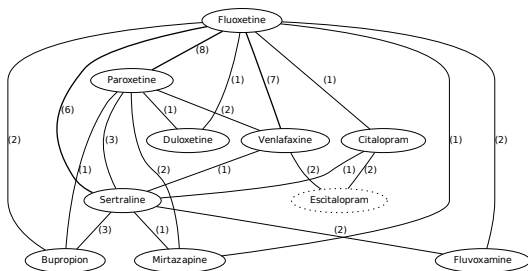 Fluoxetine
(8)
Paroxetine
(1)
(7)
(1)
(6)
(1)
(2)
(2)
(3)
Duloxetine
Venlafaxine
Citalopram
(1)
(2)
(1)
(2)
(1)
(2)
(1)
(2)
Sertraline
Escitalopram
(3)
(1)
(2)
Bupropion
Mirtazapine
Fluvoxamine